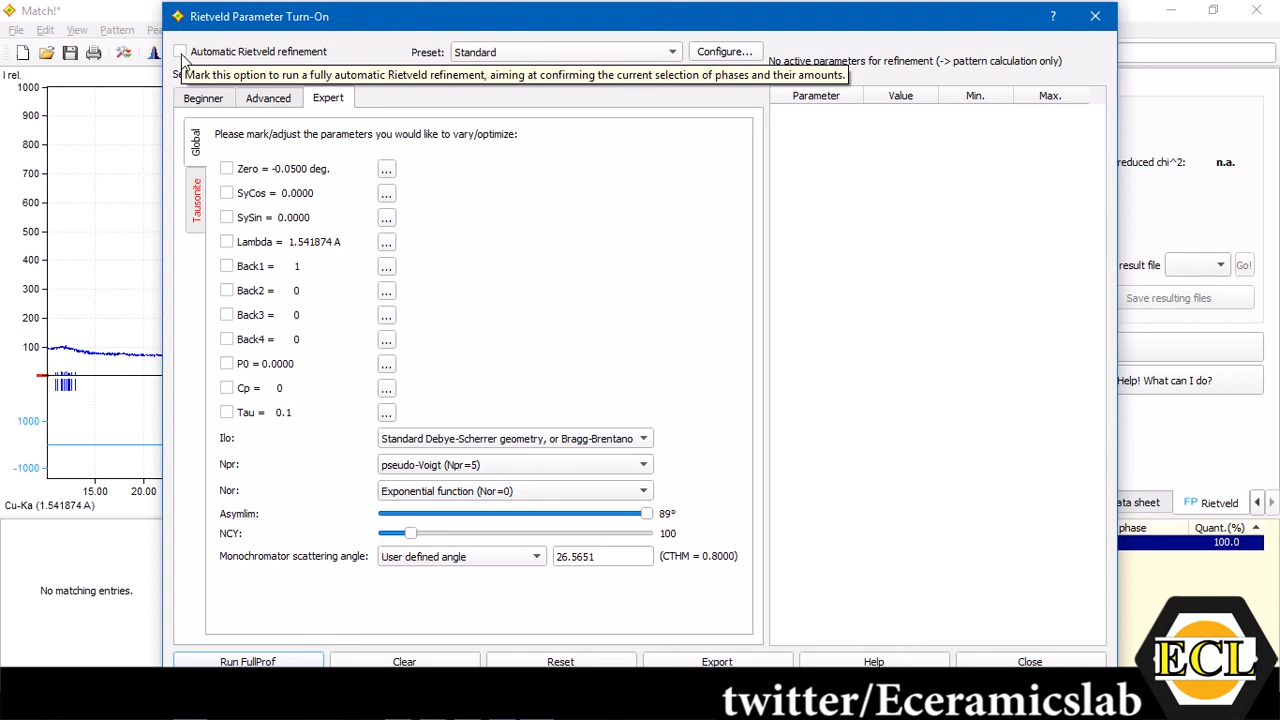 Match!*
Rietveld Parameter Turn-On
File Edit View Pattern
Automatic Rietveld refinement
Preset: Standard Configure...
Mark this option to run a fully automatic Rietveld refinement, aiming at confirming the current selection of phases and their amounts.
No active parameters for refinement (-> pattern calculation only)
Beginner Advanced Expert
Parameter Value Min. Max.
I rel.
Global
Tausonite
Please mark/adjust the parameters you would like to vary/optimize:
Zero = -0.0500 deg. ...
SyCos = 0.0000 ...
SySin = 0.0000 ...
Lambda = 1.541874 A ...
Back1 = 1 ...
Back2 = 0 ...
Back3 = 0 ...
Back4 = 0 ...
P0 = 0.0000 ...
Cp = 0 ...
Tau = 0.1 ...
Ilo: Standard Debye-Scherrer geometry, or Bragg-Brentano
Npr: pseudo-Voigt (Npr=5)
Nor: Exponential function (Nor=0)
Asymlim: 89°
NCY: 100
Monochromator scattering angle: User defined angle 26.5651 (CTHM = 0.8000)
Run FullProf Clear Reset Export Help Close
1000
900
800
700
600
500
400
300
200
100
1000
-1000
15.00 20.00
Cu-Ka (1.541874 A)
No matching entries.
reduced chi^2: n.a.
result file Go!
Save resulting files
Help! What can I do?
ata sheet FP Rietveld
phase Quant.(%)
100.0
ECL
twitter/Eceramicslab